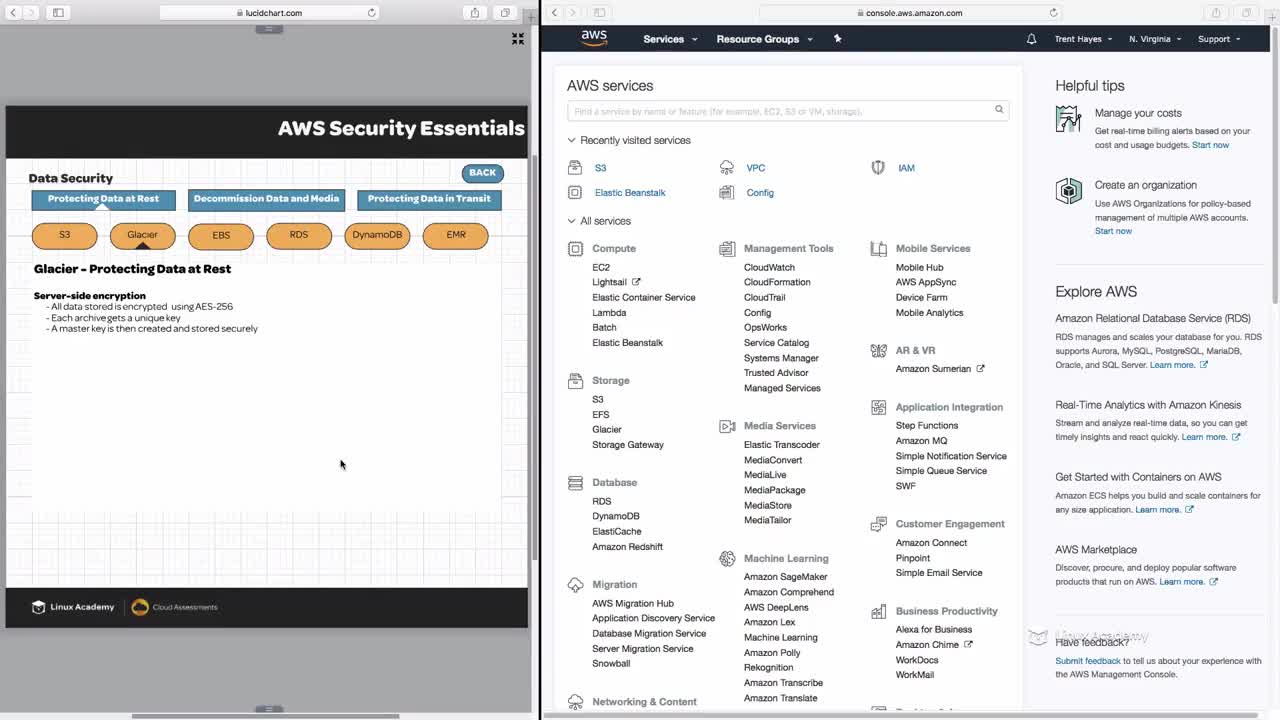 lucidchart.com
AWS Security Essentials
Data Security
BACK
Protecting Data at Rest
Decommission Data and Media
Protecting Data in Transit
S3
Glacier
EBS
RDS
DynamoDB
EMR
Glacier - Protecting Data at Rest
Server-side encryption
- All data stored is encrypted using AES-256
- Each archive gets a unique key
- A master key is then created and stored securely
Linux Academy
Cloud Assessments
console.aws.amazon.com
aws
Services
Resource Groups
Trent Hayes
N. Virginia
Support
AWS services
Find a service by name or feature (for example, EC2, S3 or VM, storage).
Recently visited services
S3
VPC
IAM
Elastic Beanstalk
Config
All services
Compute
EC2
Lightsail
Elastic Container Service
Lambda
Batch
Elastic Beanstalk
Storage
S3
EFS
Glacier
Storage Gateway
Database
RDS
DynamoDB
ElastiCache
Amazon Redshift
Migration
AWS Migration Hub
Application Discovery Service
Database Migration Service
Server Migration Service
Snowball
Networking & Content
Management Tools
CloudWatch
CloudFormation
CloudTrail
Config
OpsWorks
Service Catalog
Systems Manager
Trusted Advisor
Managed Services
Media Services
Elastic Transcoder
MediaConvert
MediaLive
MediaPackage
MediaStore
MediaTailor
Machine Learning
Amazon SageMaker
Amazon Comprehend
AWS DeepLens
Amazon Lex
Machine Learning
Amazon Polly
Rekognition
Amazon Transcribe
Amazon Translate
Mobile Services
Mobile Hub
AWS AppSync
Device Farm
Mobile Analytics
AR & VR
Amazon Sumerian
Application Integration
Step Functions
Amazon MQ
Simple Notification Service
Simple Queue Service
SWF
Customer Engagement
Amazon Connect
Pinpoint
Simple Email Service
Business Productivity
Alexa for Business
Amazon Chime
WorkDocs
WorkMail
Helpful tips
Manage your costs
Get real-time billing alerts based on your
cost and usage budgets. Start now
Create an organization
Use AWS Organizations for policy-based
management of multiple AWS accounts.
Start now
Explore AWS
Amazon Relational Database Service (RDS)
RDS manages and scales your database for you. RDS
supports Aurora, MySQL, PostgreSQL, MariaDB,
Oracle, and SQL Server. Learn more.
Real-Time Analytics with Amazon Kinesis
Stream and analyze real-time data, so you can get
timely insights and react quickly. Learn more.
Get Started with Containers on AWS
Amazon ECS helps you build and scale containers for
any size application. Learn more.
AWS Marketplace
Discover, procure, and deploy popular software
products that run on AWS. Learn more.
Linux Academy
Have feedback?
Submit feedback to tell us about your experience with
the AWS Management Console.